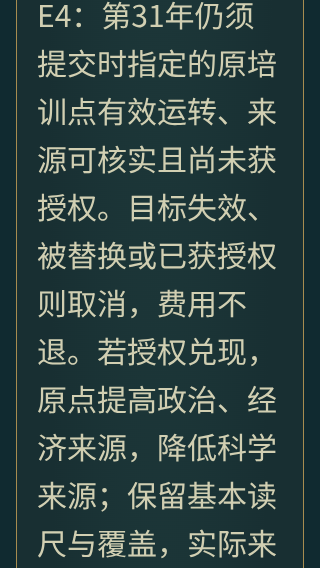 E4：第31年仍须
提交时指定的原培
训点有效运转、来
源可核实且尚未获
授权。目标失效、
被替换或已获授权
则取消，费用不
退。若授权兑现，
原点提高政治、经
济来源，降低科学
来源；保留基本读
尺与覆盖，实际来